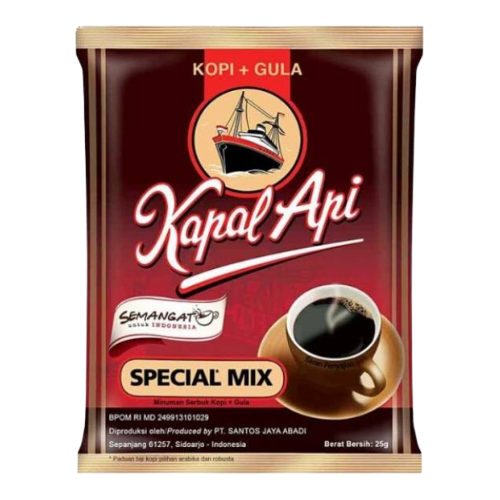 KOPI + GULA
Kapal Api
SEMANGAT
untuk INDONESIA
SPECIAL MIX
Minuman Serbuk Kopi + Gula
BPOM RI MD 249913101029
Diproduksi oleh/Produced by PT. SANTOS JAYA ABADI
Sepanjang 61257, Sidoarjo - Indonesia
Berat Bersih: 25g
* Paduan biji kopi pilihan arabika dan robusta